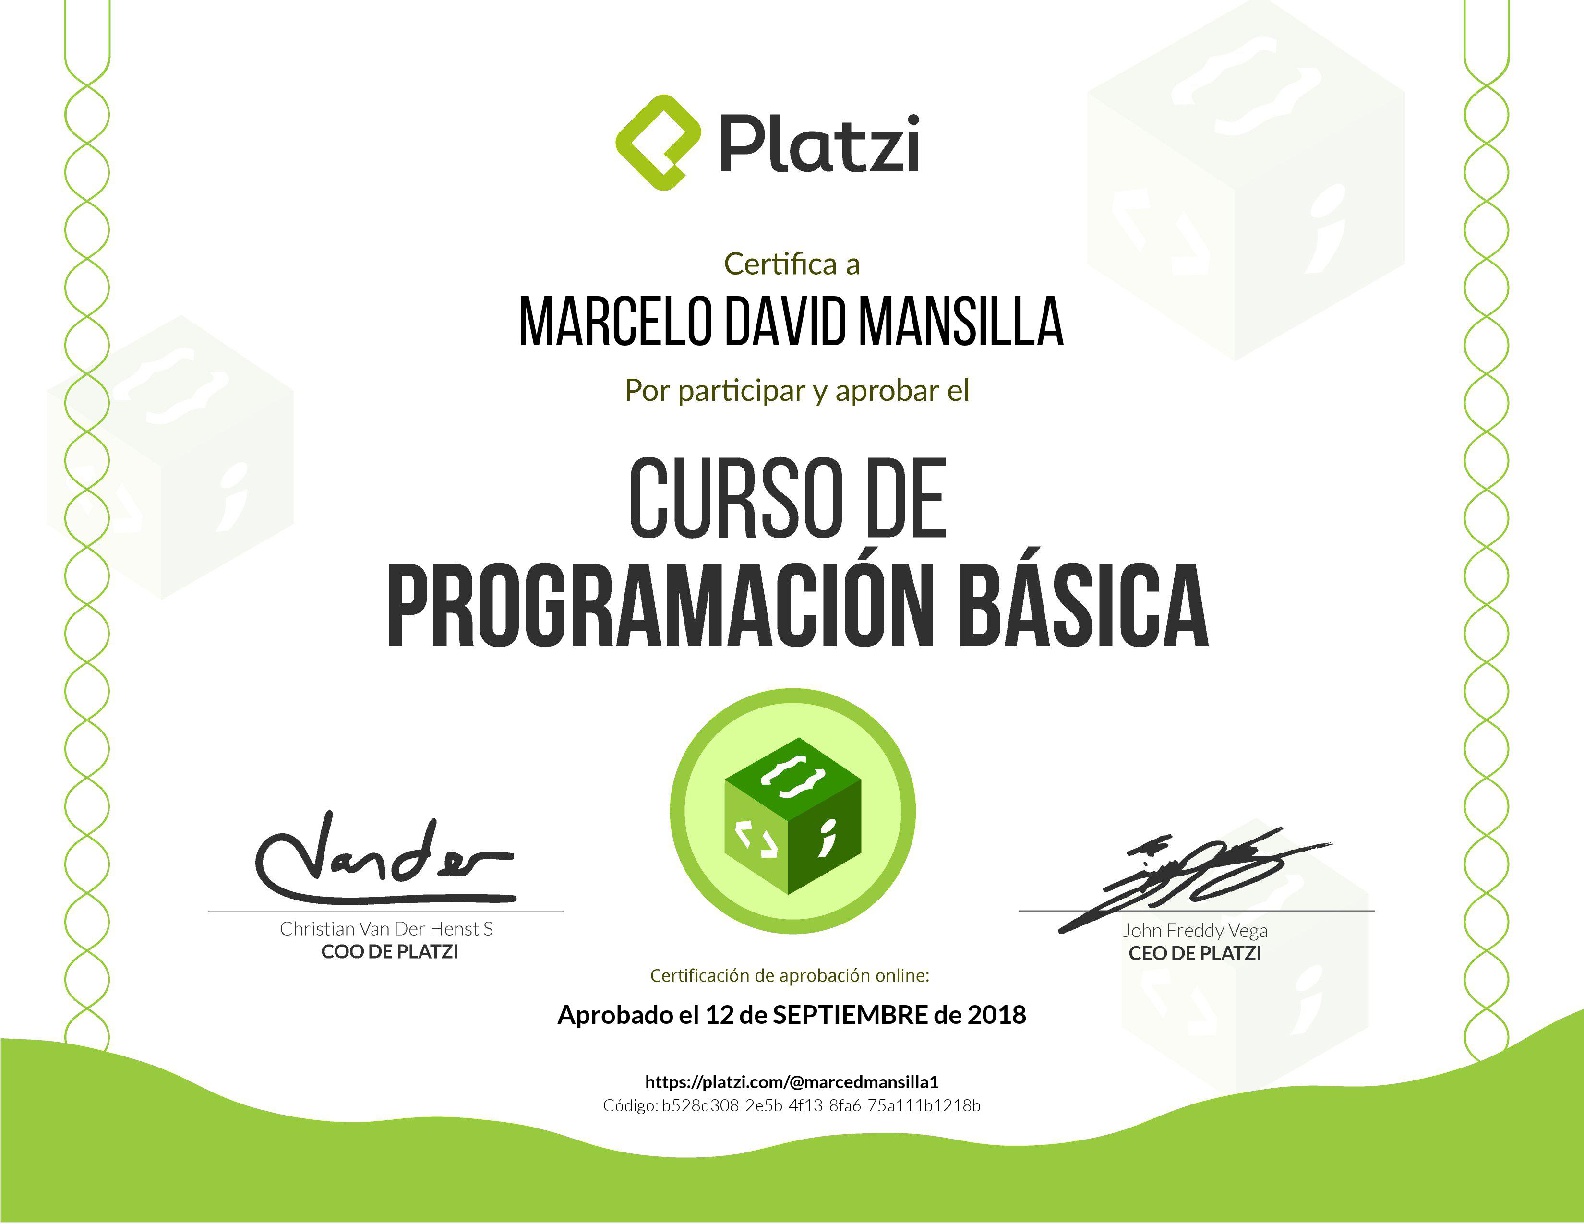 Platzi
Certifica a
MARCELO DAVID MANSILLA
Por participar y aprobar el
CURSO DE
PROGRAMACIÓN BÁSICA
Vander
Christian Van Der Henst S
COO DE PLATZI
John Freddy Vega
CEO DE PLATZI
Certificación de aprobación online:
Aprobado el 12 de SEPTIEMBRE de 2018
https://platzi.com/@marcedmansilla1
Código: b528c308-2e5b-4f13-8fa6-75a111b1218b